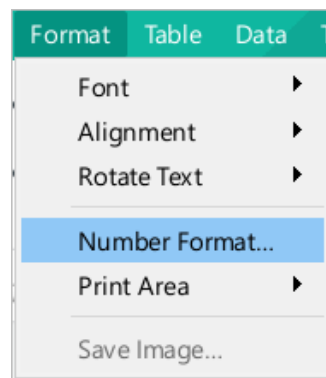 Format Table Data
Font
Alignment
Rotate Text
Number Format...
Print Area
Save Image...